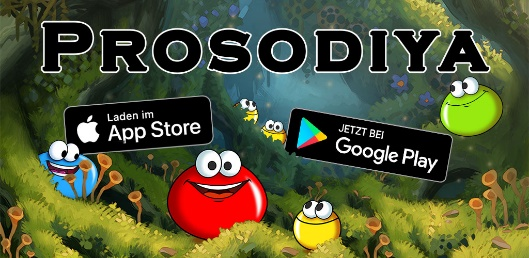 PROSODIYA
Laden im
App Store
JETZT BEI
Google Play